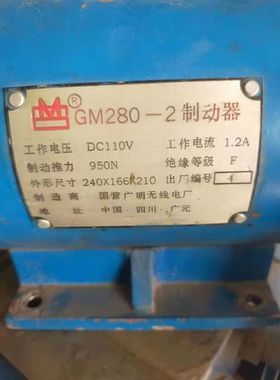 ® GM280-2制动器
工作电压 DC110V 工作电流 1.2A
制动推力 950N 绝缘等级 F
外形尺寸 240X166X210 出厂编号 4
制造商 国营广明无线电厂
地址 中国·四川·广元